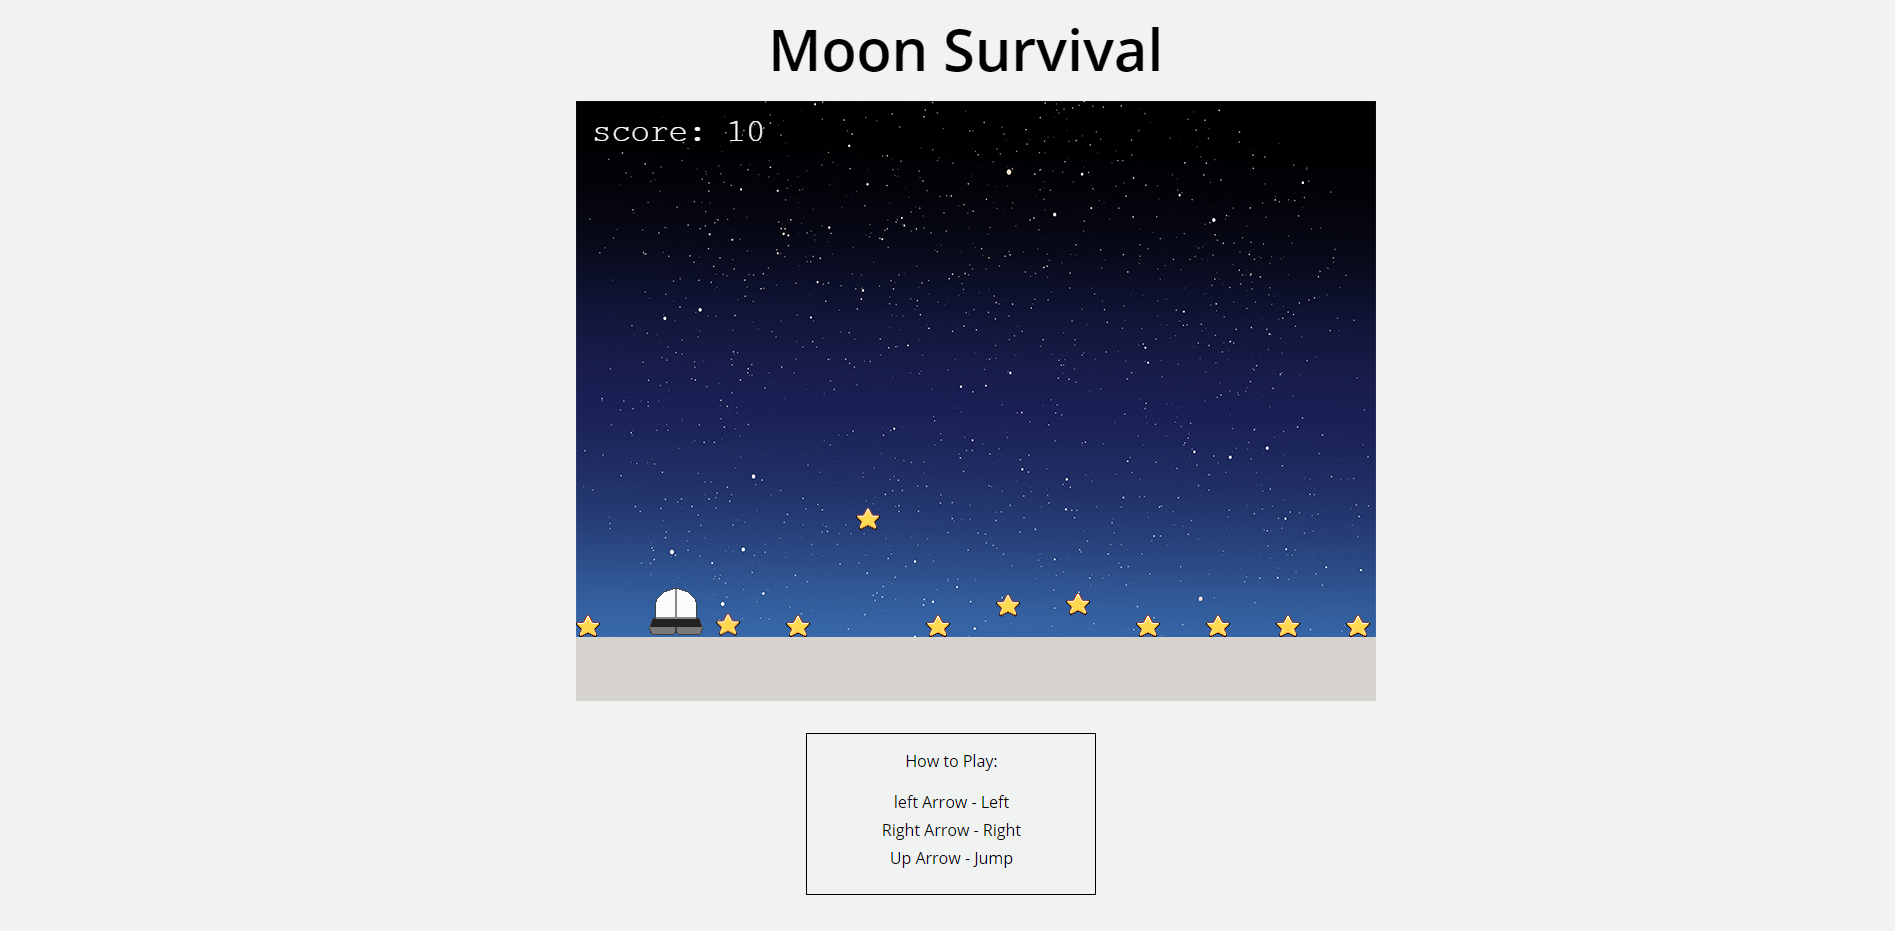 Moon Survival
score: 10
How to Play:
left Arrow - Left
Right Arrow - Right
Up Arrow - Jump